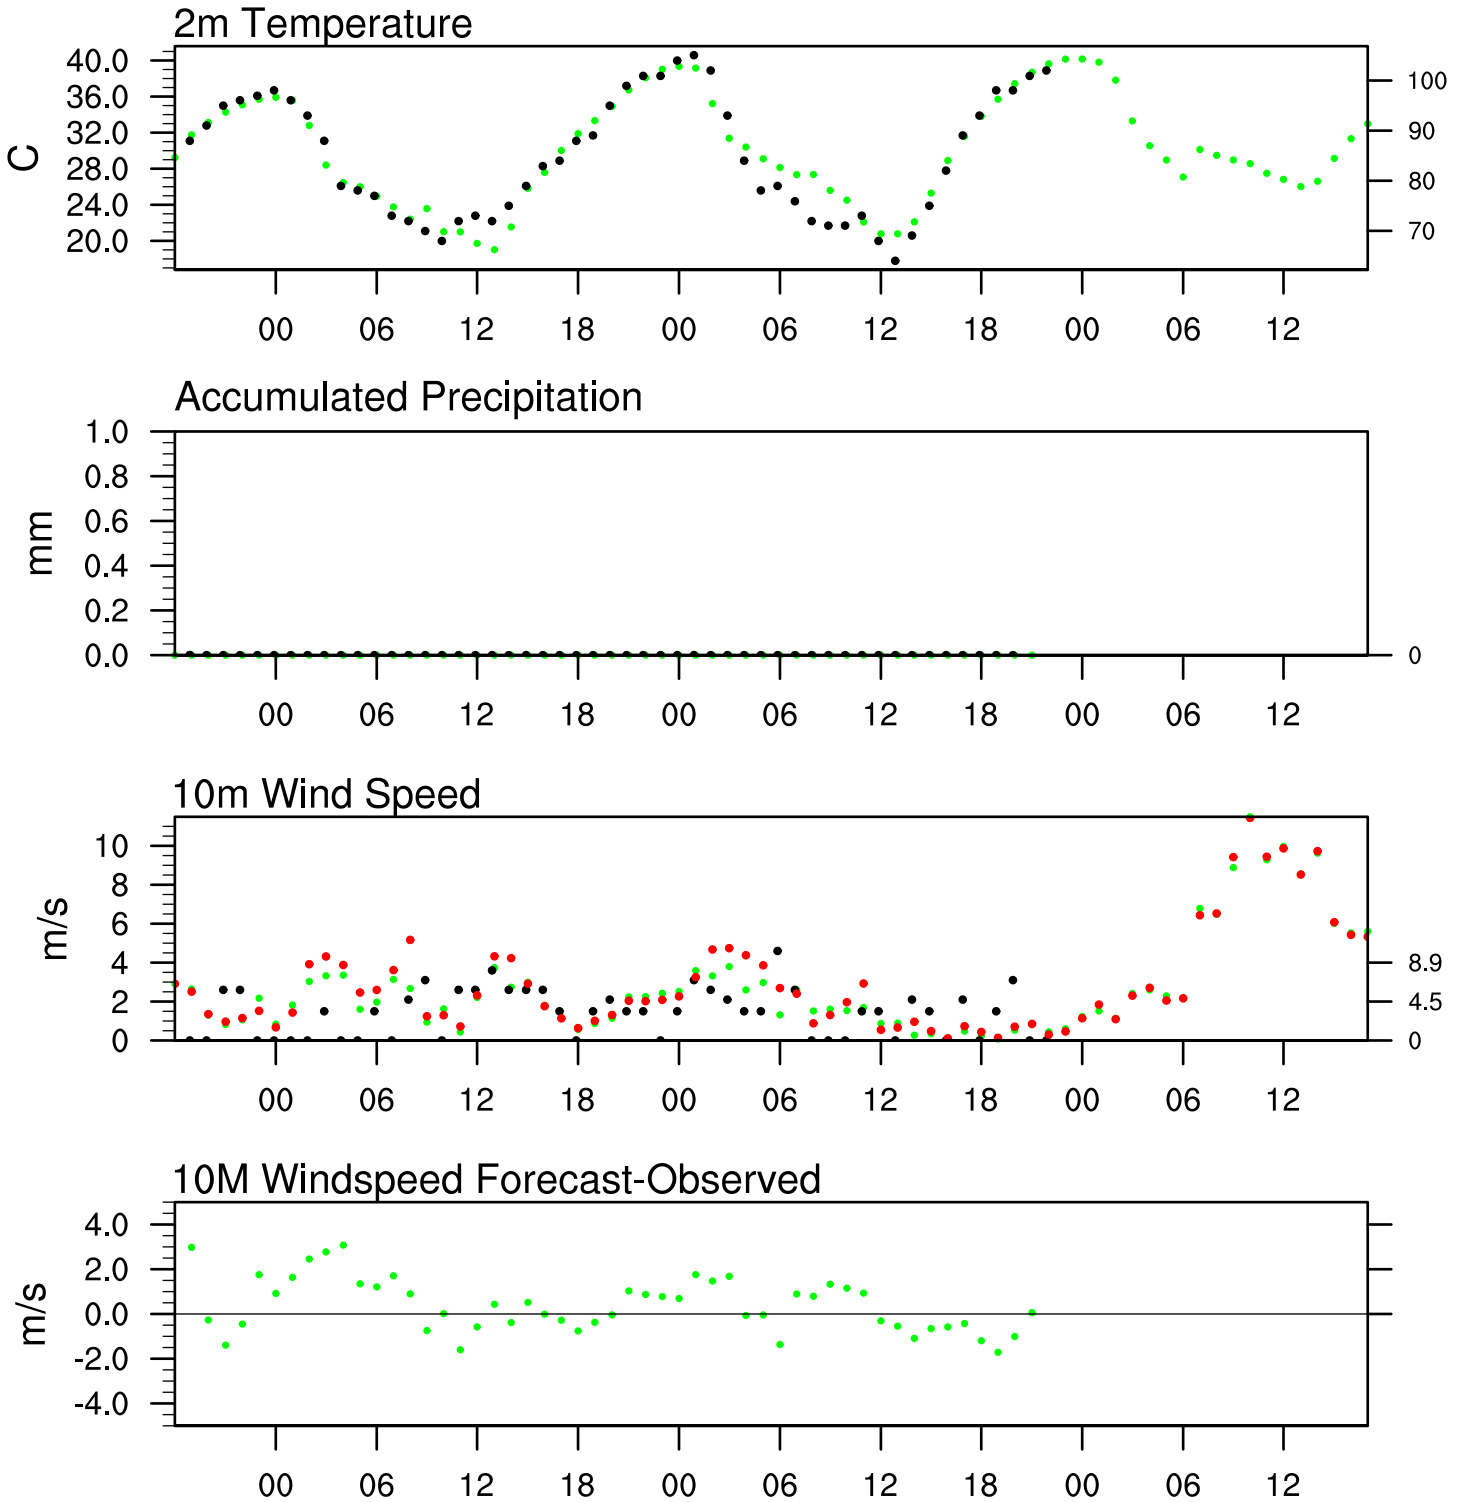 2m Temperature
40.0
36.0
32.0
28.0
24.0
20.0
C
100
90
80
70
00 06 12 18 00 06 12 18 00 06 12
Accumulated Precipitation
1.0
0.8
0.6
0.4
0.2
0.0
mm
0
00 06 12 18 00 06 12 18 00 06 12
10m Wind Speed
10
8
6
4
2
0
m/s
8.9
4.5
0
00 06 12 18 00 06 12 18 00 06 12
10M Windspeed Forecast-Observed
4.0
2.0
0.0
-2.0
-4.0
m/s
00 06 12 18 00 06 12 18 00 06 12